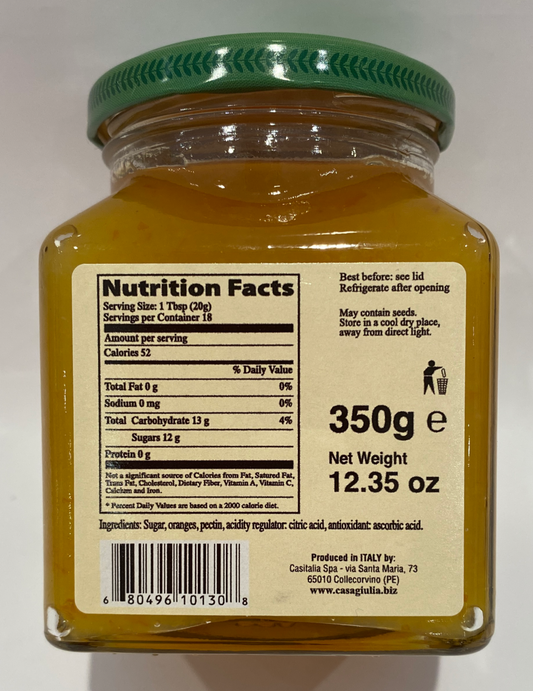 Nutrition Facts
Serving Size: 1 Tbsp (20g)
Servings per Container 18
Amount per serving
Calories 52
% Daily Value
Total Fat 0 g 0%
Sodium 0 mg 0%
Total Carbohydrate 13 g 4%
Sugars 12 g
Protein 0 g
Not a significant source of Calories from Fat, Satured Fat,
Trans Fat, Cholesterol, Dietary Fiber, Vitamin A, Vitamin C,
Calcium and Iron.
* Percent Daily Values are based on a 2000 calorie diet.
Best before: see lid
Refrigerate after opening
May contain seeds.
Store in a cool dry place,
away from direct light.
350g e
Net Weight
12.35 oz
Ingredients: Sugar, oranges, pectin, acidity regulator: citric acid, antioxidant: ascorbic acid.
6 80496 10130 8
Produced in ITALY by:
Casitalia Spa - via Santa Maria, 73
65010 Collecorvino (PE)
www.casagiulia.biz